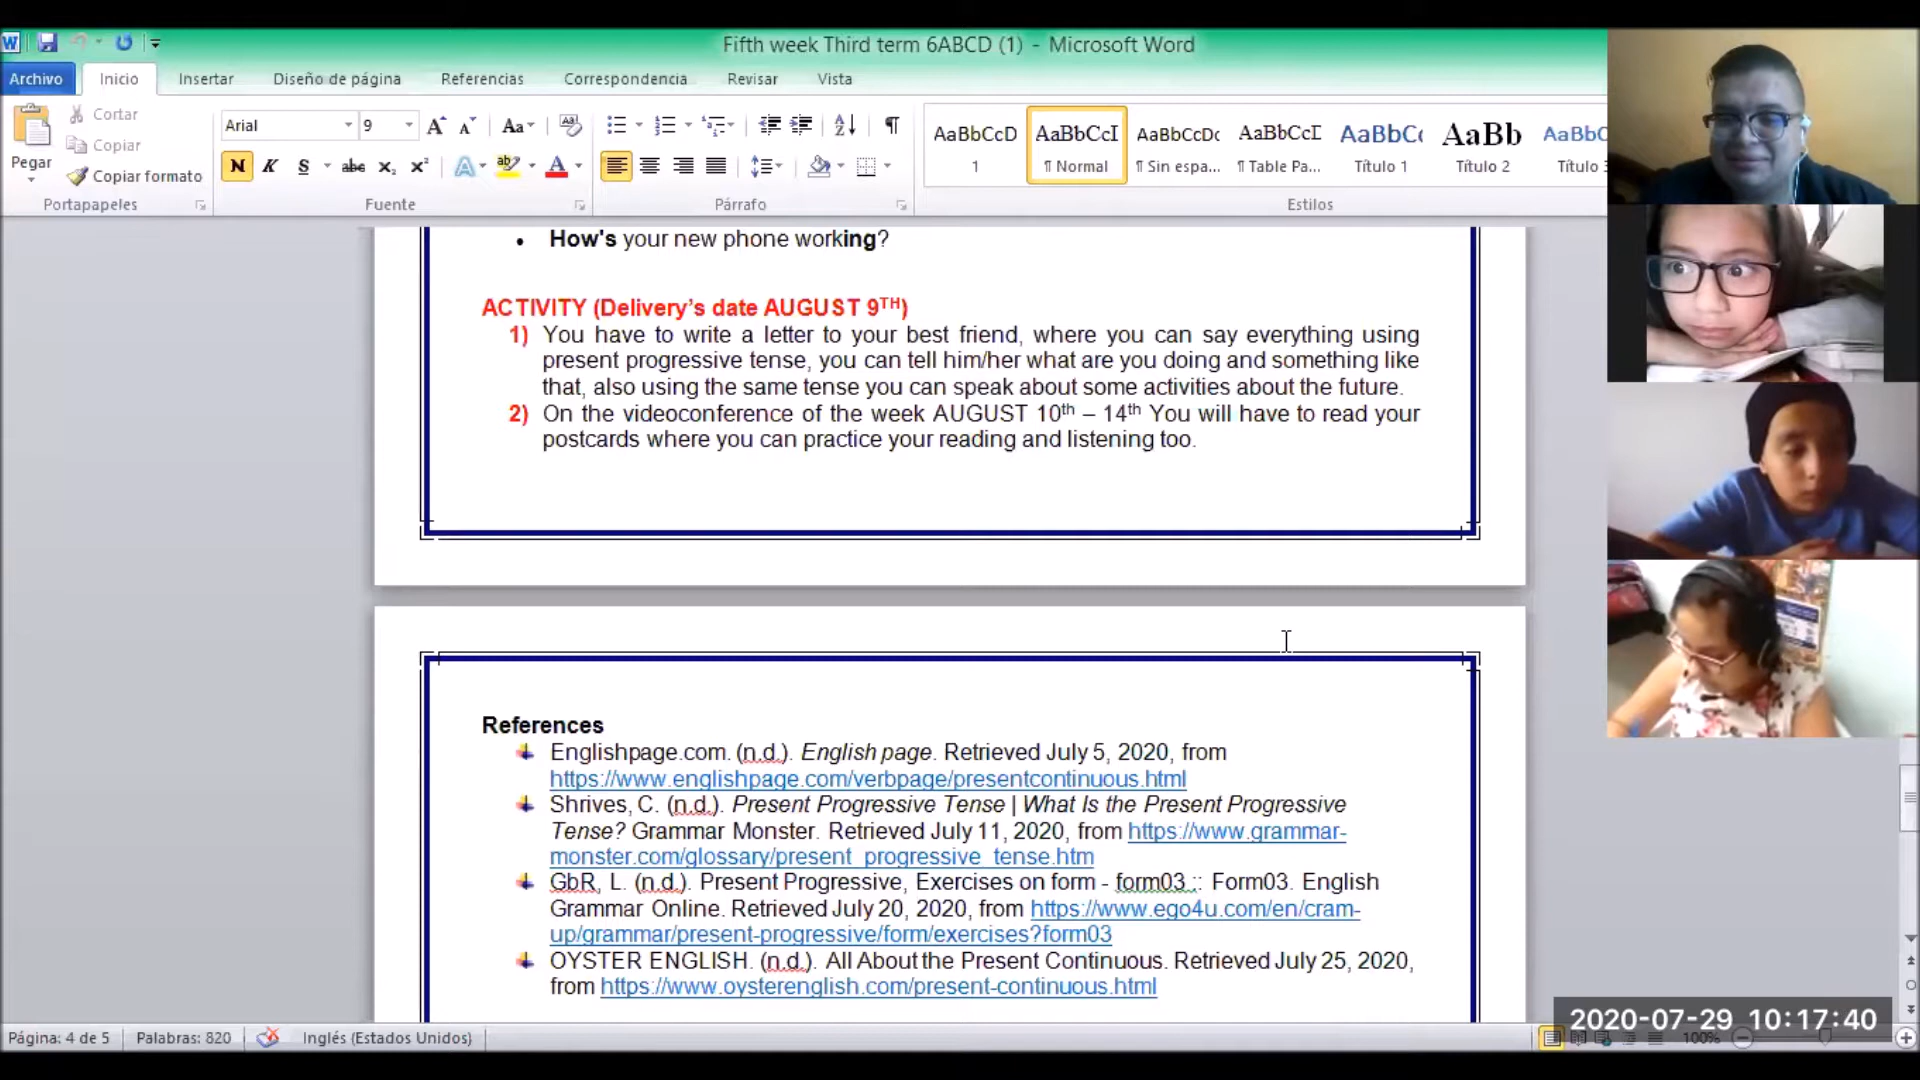 Fifth week Third term 6ABCD (1) - Microsoft Word
Archivo Inicio Insertar Diseño de página Referencias Correspondencia Revisar Vista
Pegar
Cortar
Copiar
Copiar formato
Portapapeles
Arial 9
N K S abc x₂ x²
Fuente
Párrafo
AaBbCcD AaBbCcI AaBbCcDc AaBbCcI AaBbCc AaBb AaBbC
1 ¶ Normal ¶ Sin espa... ¶ Table Pa... Título 1 Título 2 Título
Estilos
• How's your new phone working?
ACTIVITY (Delivery's date AUGUST 9TH)
1) You have to write a letter to your best friend, where you can say everything using
present progressive tense, you can tell him/her what are you doing and something like
that, also using the same tense you can speak about some activities about the future.
2) On the videoconference of the week AUGUST 10th – 14th You will have to read your
postcards where you can practice your reading and listening too.
References
Englishpage.com. (n.d.). English page. Retrieved July 5, 2020, from
https://www.englishpage.com/verbpage/presentcontinuous.html
Shrives, C. (n.d.). Present Progressive Tense | What Is the Present Progressive
Tense? Grammar Monster. Retrieved July 11, 2020, from https://www.grammar-
monster.com/glossary/present_progressive_tense.htm
GbR, L. (n.d.). Present Progressive, Exercises on form - form03 :: Form03. English
Grammar Online. Retrieved July 20, 2020, from https://www.ego4u.com/en/cram-
up/grammar/present-progressive/form/exercises?form03
OYSTER ENGLISH. (n.d.). All About the Present Continuous. Retrieved July 25, 2020,
from https://www.oysterenglish.com/present-continuous.html
2020-07-29 10:17:40
Página: 4 de 5 Palabras: 820 Inglés (Estados Unidos) 100%